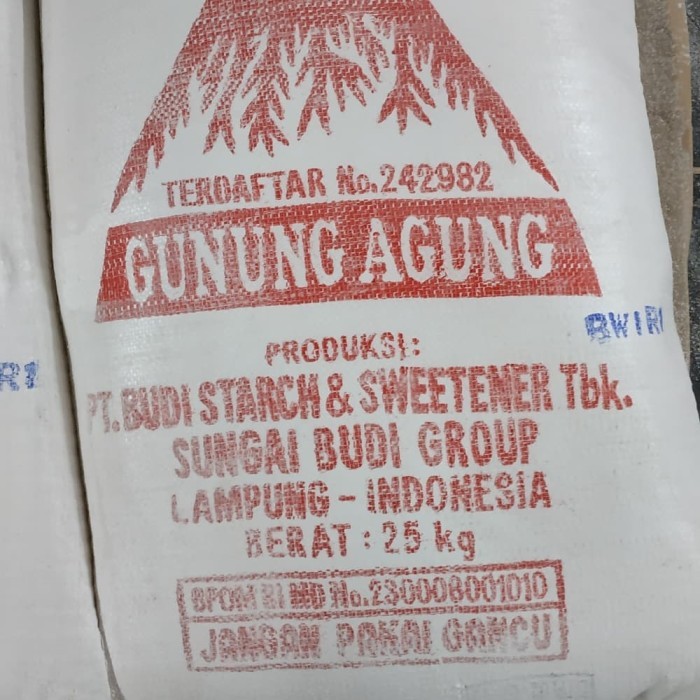 TERDAFTAR No.242982
GUNUNG AGUNG
PRODUKSI:
PT. BUDI STARCH & SWEETENER Tbk.
SUNGAI BUDI GROUP
LAMPUNG - INDONESIA
BERAT : 25 kg
BPOM RI MD No.230008001010
JANGAN PAKAI GANCU